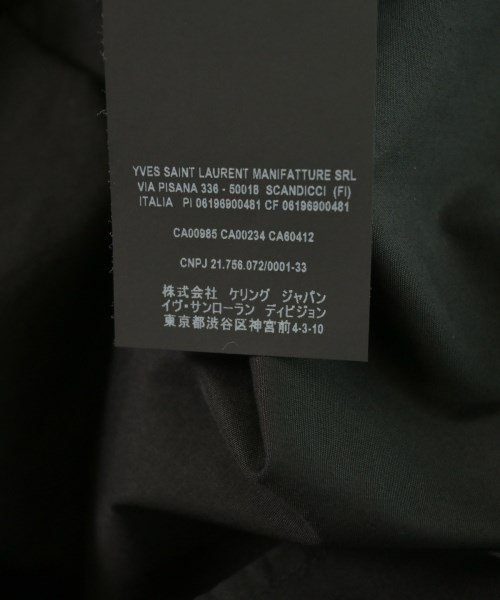 YVES SAINT LAURENT MANIFATTURE SRL
VIA PISANA 336 - 50018 SCANDICCI (FI)
ITALIA PI 06196900481 CF 06196900481
CA00985 CA00234 CA60412
CNPJ 21.756.072/0001-33
株式会社 ケリング ジャパン
イヴ・サンローラン ディビジョン
東京都渋谷区神宮前4-3-10